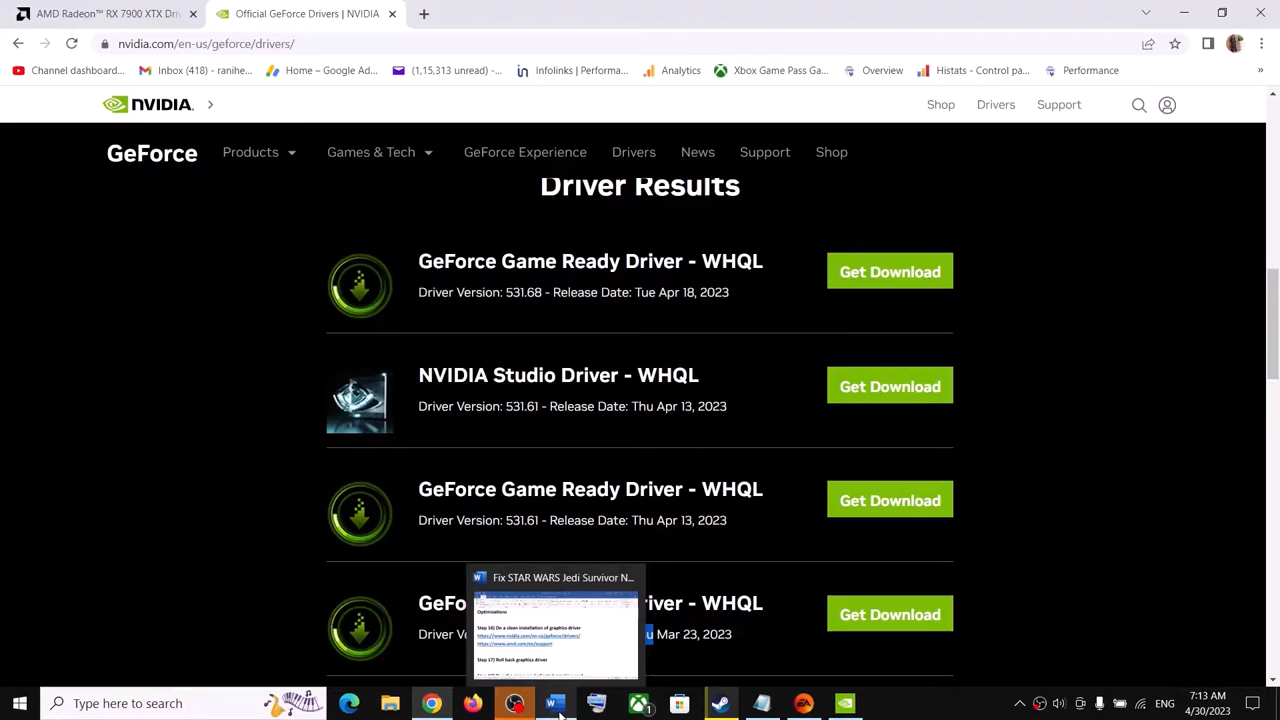 AMD Radeon™ RX 7900 XTX Driv
Official GeForce Drivers | NVIDIA
nvidia.com/en-us/geforce/drivers/
Channel dashboard...
Inbox (418) - ranihe...
Home – Google Ad...
(1,15,313 unread) -...
Infolinks | Performa...
Analytics
Xbox Game Pass Ga...
Overview
Histats - Control pa...
Performance
NVIDIA.
Shop
Drivers
Support
GeForce
Products
Games & Tech
GeForce Experience
Drivers
News
Support
Shop
Driver Results
GeForce Game Ready Driver - WHQL
Driver Version: 531.68 - Release Date: Tue Apr 18, 2023
Get Download
NVIDIA Studio Driver - WHQL
Driver Version: 531.61 - Release Date: Thu Apr 13, 2023
Get Download
GeForce Game Ready Driver - WHQL
Driver Version: 531.61 - Release Date: Thu Apr 13, 2023
Get Download
Fix STAR WARS Jedi Survivor N...
Optimizations
Step 16) Do a clean installation of graphics driver
https://www.nvidia.com/en-us/geforce/drivers/
https://www.amd.com/en/support
Step 17) Roll back graphics driver
GeFo
iver - WHQL
Driver V
u Mar 23, 2023
Get Download
Type here to search
ENG
7:13 AM
4/30/2023